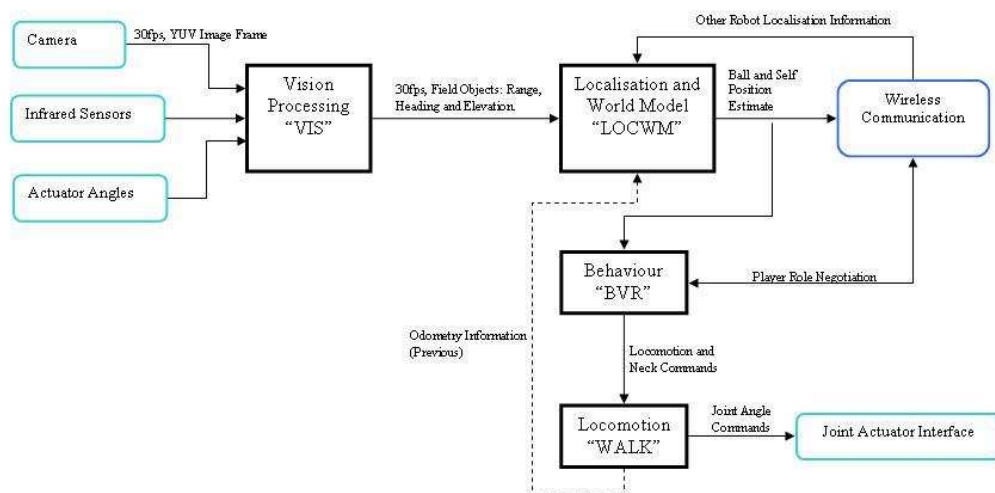 Other Robot Localisation Information
Camera
30fps, YUV Image Frame
Vision
Processing
“VIS”
30fps, Field Objects: Range,
Heading and Elevation.
Localisation and
World Model
“LOCWM”
Ball and Self
Position
Estimate
Wireless
Communication
Infrared Sensors
Actuator Angles
Behaviour
“BVR”
Player Role Negotiation
Odometry Information
(Previous)
Locomotion and
Neck Commands
Locomotion
“WALK”
Joint Angle
Commands
Joint Actuator Interface